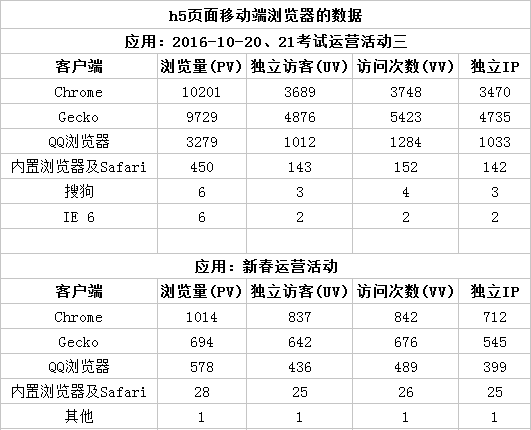 h5页面移动端浏览器的数据
应用：2016-10-20、21考试运营活动三
客户端 浏览量(PV) 独立访客(UV) 访问次数(VV) 独立IP
Chrome 10201 3689 3748 3470
Gecko 9729 4876 5423 4735
QQ浏览器 3279 1012 1284 1033
内置浏览器及Safari 450 143 152 142
搜狗 6 3 4 3
IE 6 6 2 2 2
应用：新春运营活动
客户端 浏览量(PV) 独立访客(UV) 访问次数(VV) 独立IP
Chrome 1014 837 842 712
Gecko 694 642 676 545
QQ浏览器 578 436 489 399
内置浏览器及Safari 28 25 26 25
其他 1 1 1 1